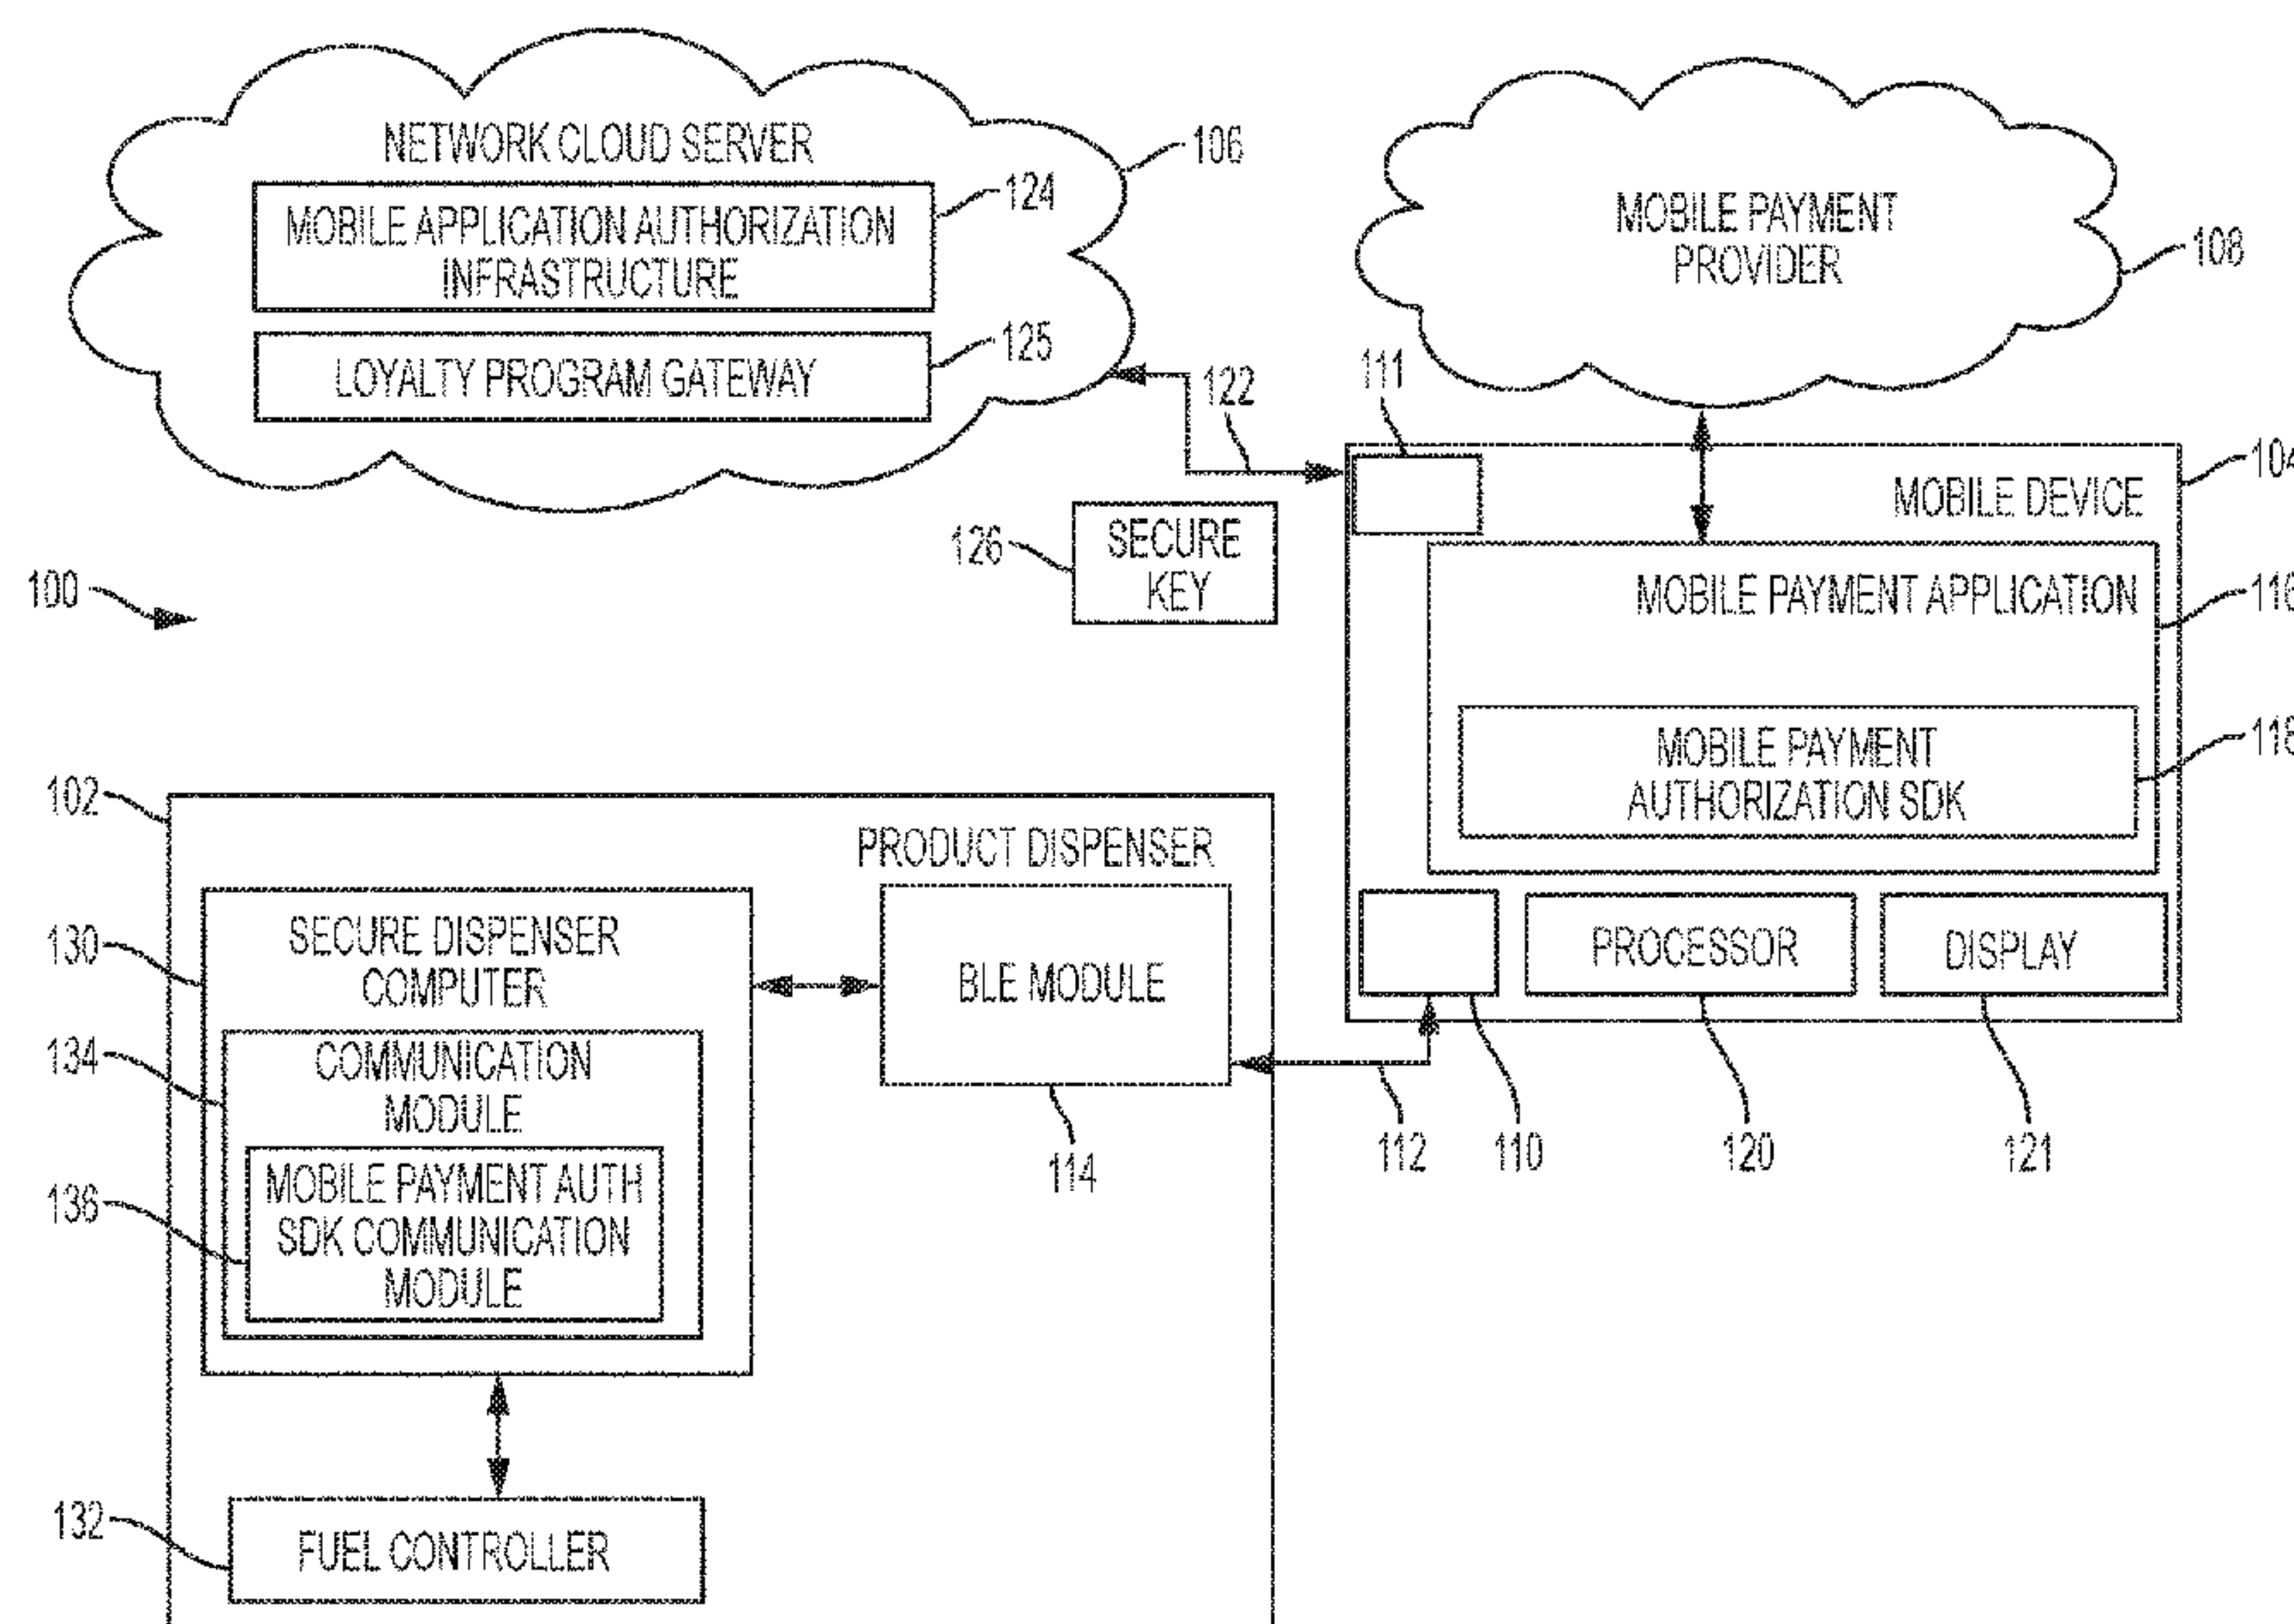 NETWORK CLOUD SERVER
106
124
MOBILE APPLICATION AUTHORIZATION
INFRASTRUCTURE
125
LOYALTY PROGRAM GATEWAY
MOBILE PAYMENT
PROVIDER
108
122
111
104
MOBILE DEVICE
126
SECURE
KEY
100
MOBILE PAYMENT APPLICATION
116
MOBILE PAYMENT
AUTHORIZATION SDK
118
PROCESSOR
DISPLAY
112
110
120
121
102
PRODUCT DISPENSER
130
SECURE DISPENSER
COMPUTER
BLE MODULE
114
134
COMMUNICATION
MODULE
136
MOBILE PAYMENT AUTH
SDK COMMUNICATION
MODULE
132
FUEL CONTROLLER